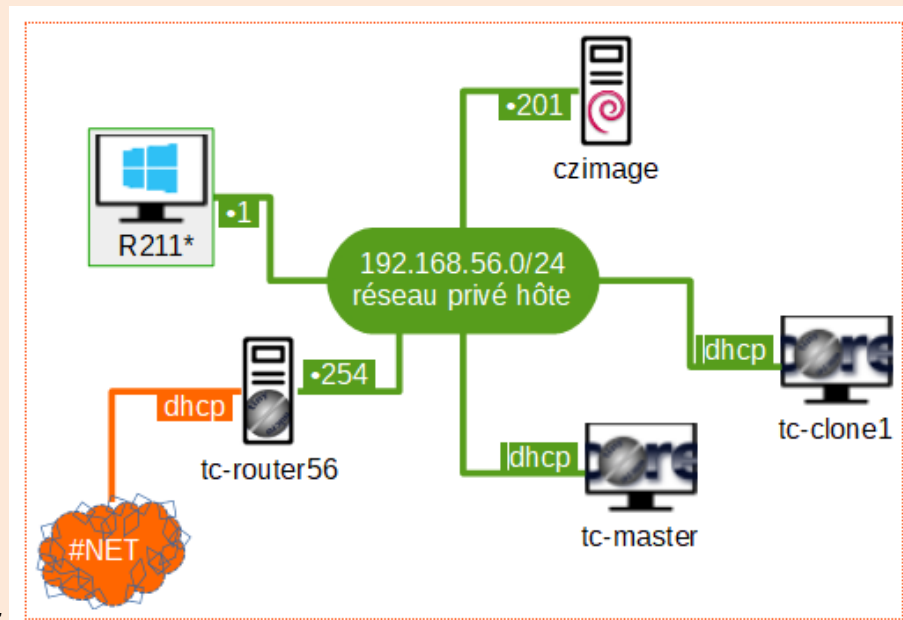 •201
czimage
•1
R211*
192.168.56.0/24
réseau privé hôte
dhcp
tc-clone1
•254
dhcp
tc-router56
dhcp
tc-master
#NET